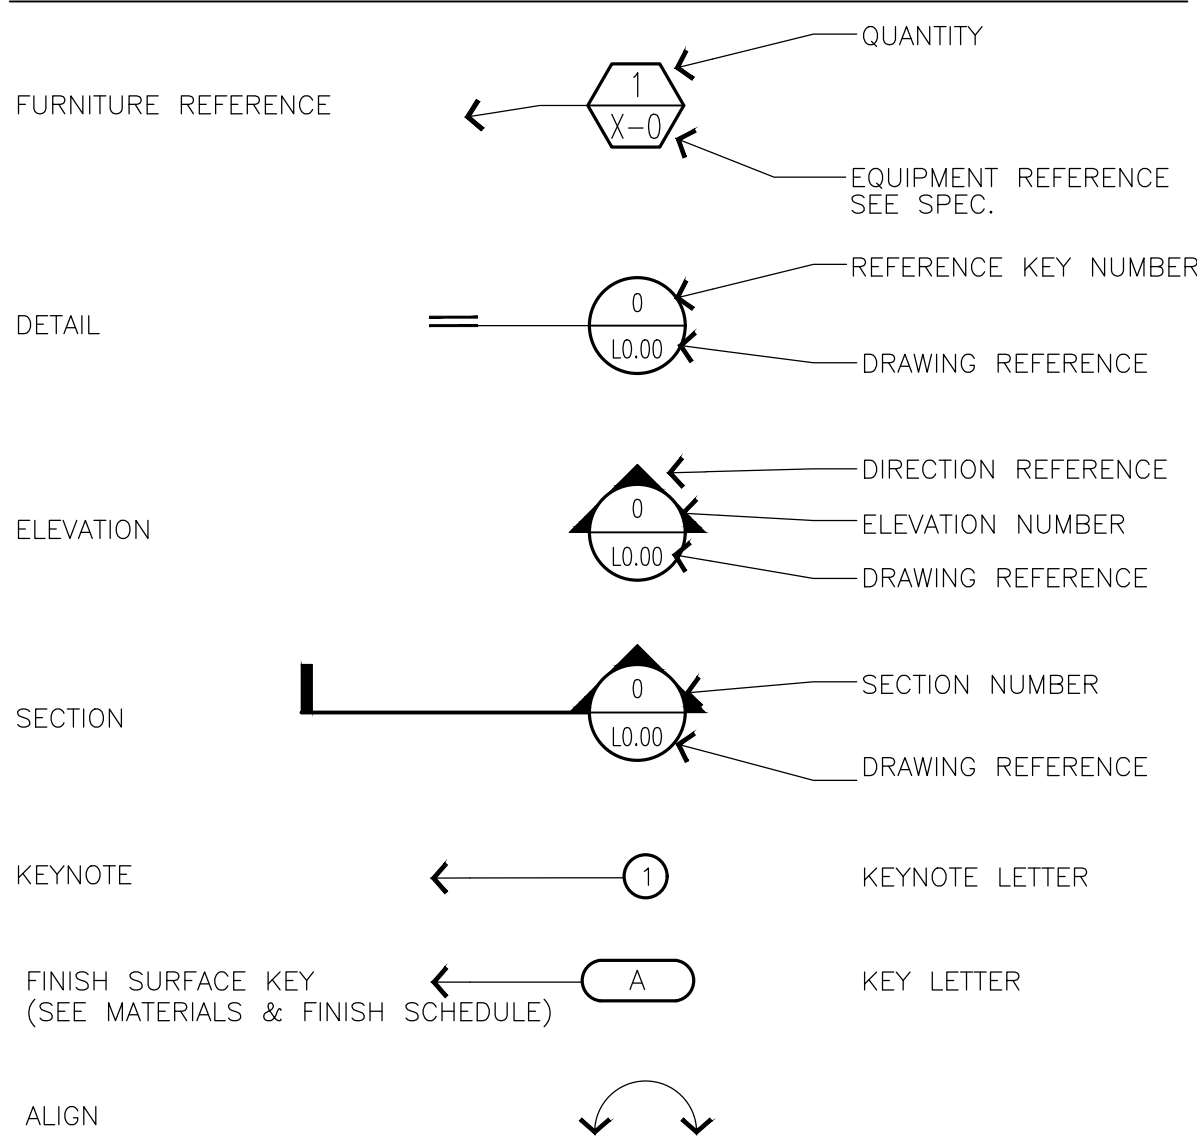 QUANTITY
FURNITURE REFERENCE
1
X-0
EQUIPMENT REFERENCE
SEE SPEC.
REFERENCE KEY NUMBER
0
DETAIL
L0.00
DRAWING REFERENCE
DIRECTION REFERENCE
0
ELEVATION NUMBER
ELEVATION
L0.00
DRAWING REFERENCE
0
SECTION NUMBER
SECTION
L0.00
DRAWING REFERENCE
KEYNOTE
1
KEYNOTE LETTER
FINISH SURFACE KEY
(SEE MATERIALS & FINISH SCHEDULE)
A
KEY LETTER
ALIGN